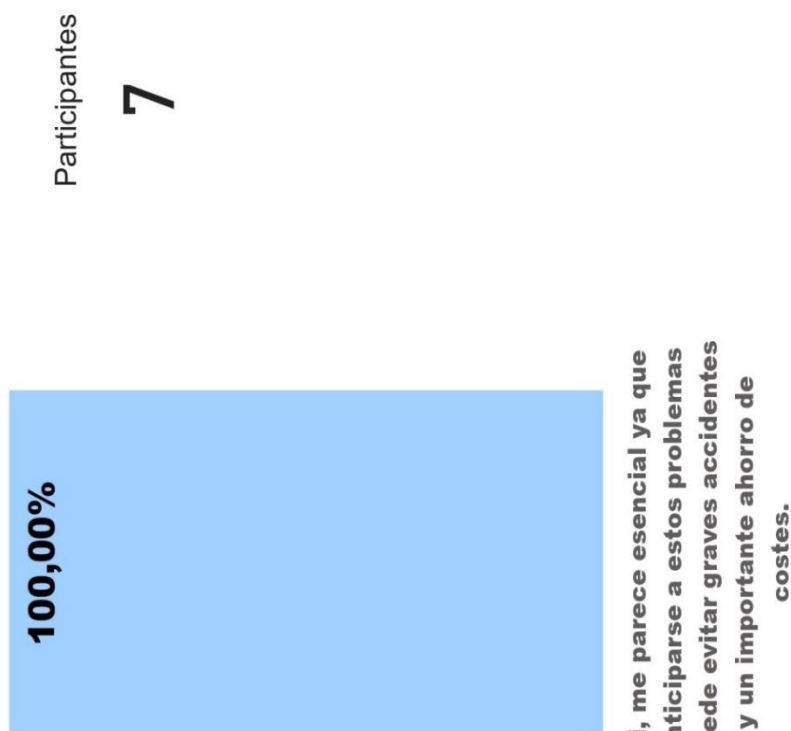 Participantes
7
100,00%
, me parece esencial ya que
nticiparse a estos problemas
ede evitar graves accidentes
y un importante ahorro de
costes.